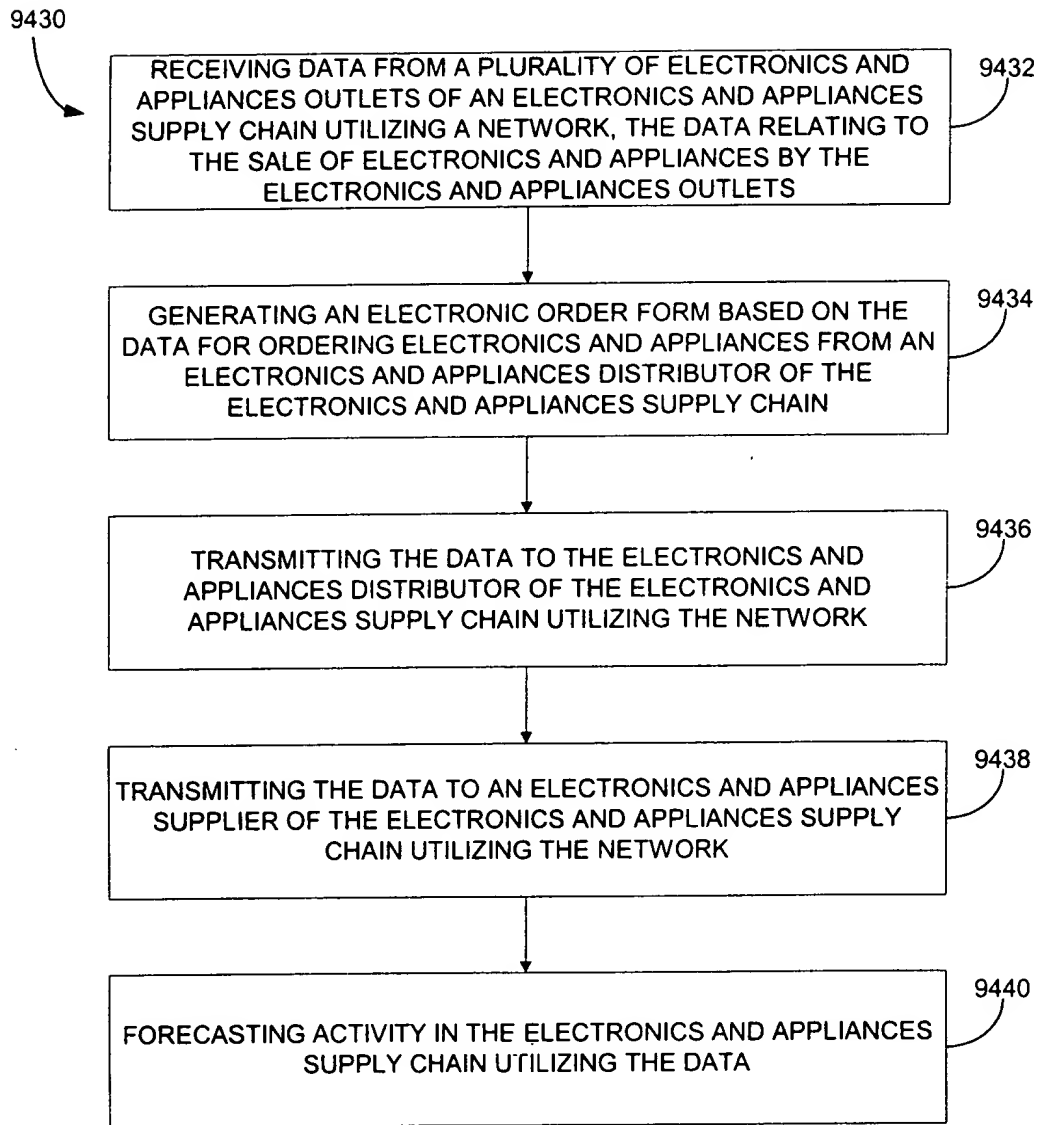 9430
RECEIVING DATA FROM A PLURALITY OF ELECTRONICS AND
APPLIANCES OUTLETS OF AN ELECTRONICS AND APPLIANCES
SUPPLY CHAIN UTILIZING A NETWORK, THE DATA RELATING TO
THE SALE OF ELECTRONICS AND APPLIANCES BY THE
ELECTRONICS AND APPLIANCES OUTLETS
9432
GENERATING AN ELECTRONIC ORDER FORM BASED ON THE
DATA FOR ORDERING ELECTRONICS AND APPLIANCES FROM AN
ELECTRONICS AND APPLIANCES DISTRIBUTOR OF THE
ELECTRONICS AND APPLIANCES SUPPLY CHAIN
9434
TRANSMITTING THE DATA TO THE ELECTRONICS AND
APPLIANCES DISTRIBUTOR OF THE ELECTRONICS AND
APPLIANCES SUPPLY CHAIN UTILIZING THE NETWORK
9436
TRANSMITTING THE DATA TO AN ELECTRONICS AND APPLIANCES
SUPPLIER OF THE ELECTRONICS AND APPLIANCES SUPPLY
CHAIN UTILIZING THE NETWORK
9438
FORECASTING ACTIVITY IN THE ELECTRONICS AND APPLIANCES
SUPPLY CHAIN UTILIZING THE DATA
9440